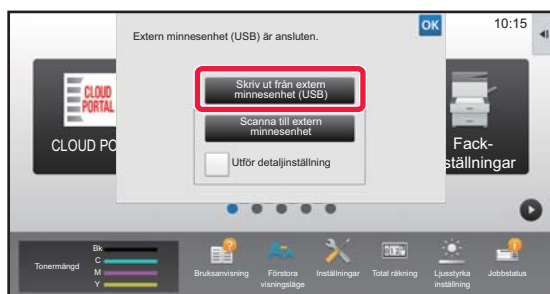 10:15
Extern minnesenhet (USB) är ansluten.
OK
Skriv ut från extern
minnesenhet (USB)
Scanna till extern
minnesenhet
Utför detaljinställning
CLOUD
PORTAL
CLOUD PO
Fack-
ställningar
Tonermängd
Bk
C
M
Y
Bruksanvisning
Förstora
visningsläge
Inställningar
Total räkning
Ljusstyrka
inställning
Jobbstatus